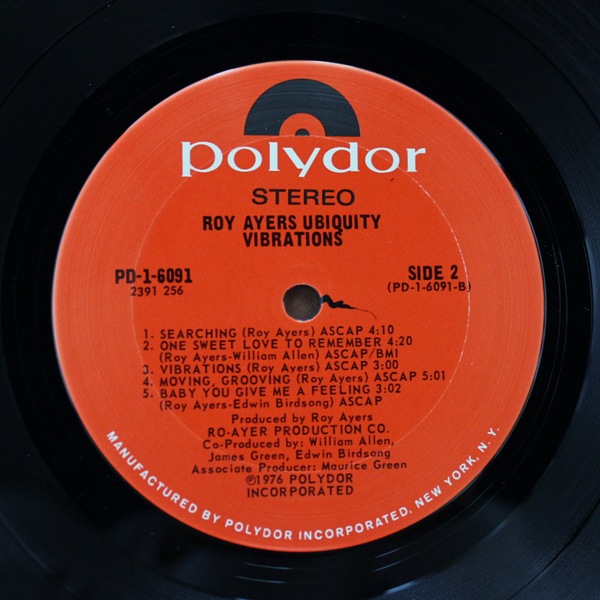 polydor
STEREO
ROY AYERS UBIQUITY
VIBRATIONS
PD-1-6091
2391 256
SIDE 2
(PD-1-6091-B)
1. SEARCHING (Roy Ayers) ASCAP 4:10
2. ONE SWEET LOVE TO REMEMBER 4:20
(Roy Ayers-William Allen) ASCAP/BMI
3. VIBRATIONS (Roy Ayers) ASCAP 3:00
4. MOVING, GROOVING (Roy Ayers) ASCAP 5:01
5. BABY YOU GIVE ME A FEELING 3:02
(Roy Ayers-Edwin Birdsong) ASCAP
Produced by Roy Ayers
RO-AYER PRODUCTION CO.
Co-Produced by: William Allen,
James Green, Edwin Birdsong
Associate Producer: Maurice Green
℗1976 POLYDOR
INCORPORATED
MANUFACTURED BY POLYDOR INCORPORATED, NEW YORK, N.Y.